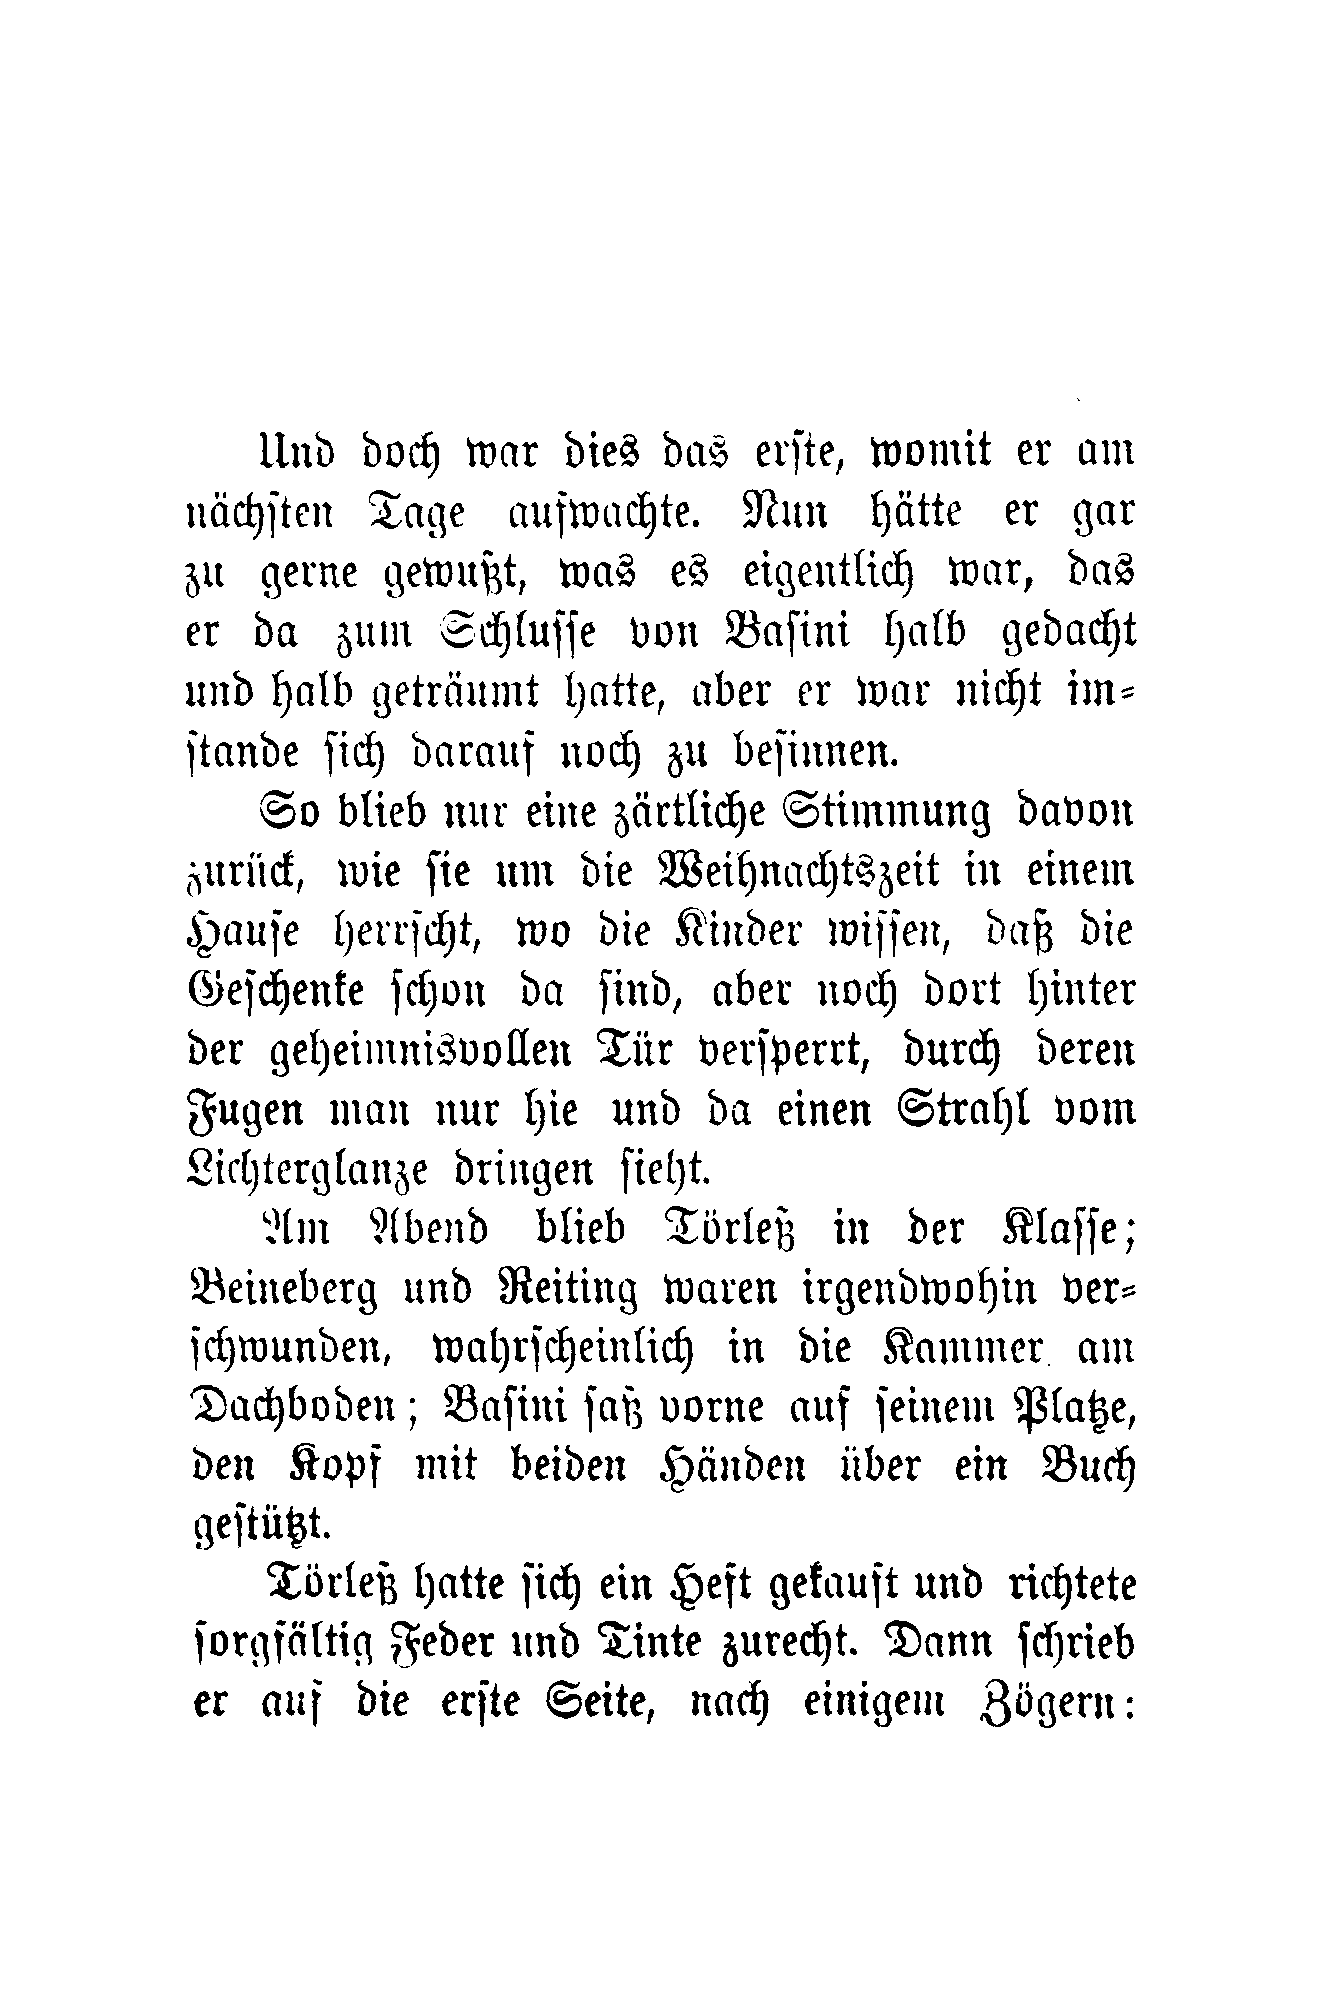 Und doch war dies das erſte, womit er am
nächſten Tage aufwachte. Nun hätte er gar
zu gerne gewußt, was es eigentlich war, das
er da zum Schluſſe von Baſini halb gedacht
und halb geträumt hatte, aber er war nicht im⸗
ſtande ſich darauf noch zu beſinnen.
So blieb nur eine zärtliche Stimmung davon
zurück, wie ſie um die Weihnachtszeit in einem
Hauſe herrſcht, wo die Kinder wiſſen, daß die
Geſchenke ſchon da ſind, aber noch dort hinter
der geheimnisvollen Tür verſperrt, durch deren
Fugen man nur hie und da einen Strahl vom
Lichterglanze dringen ſieht.
Am Abend blieb Törleß in der Klaſſe;
Beineberg und Reiting waren irgendwohin ver⸗
ſchwunden, wahrſcheinlich in die Kammer am
Dachboden; Baſini ſaß vorne auf ſeinem Platze,
den Kopf mit beiden Händen über ein Buch
geſtützt.
Törleß hatte ſich ein Heft gekauft und richtete
ſorgfältig Feder und Tinte zurecht. Dann ſchrieb
er auf die erſte Seite, nach einigem Zögern: